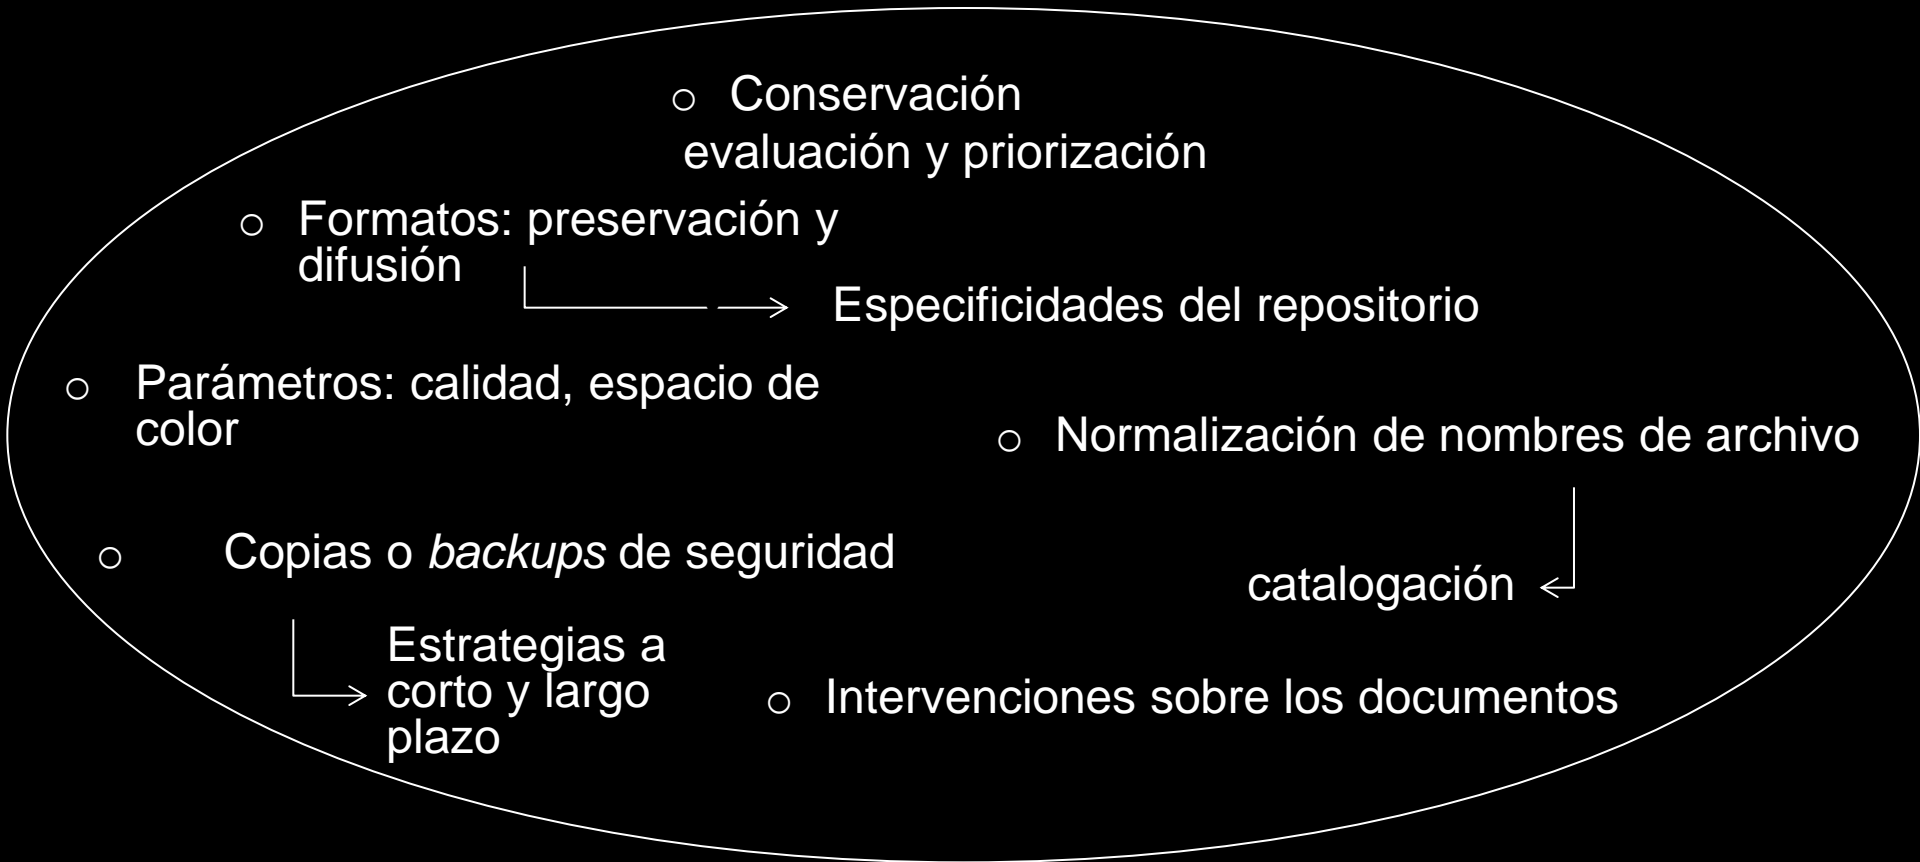 Conservación
evaluación y priorización
Formatos: preservación y
difusión
Especificidades del repositorio
Parámetros: calidad, espacio de
color
Normalización de nombres de archivo
Copias o backups de seguridad
catalogación
Estrategias a
corto y largo
plazo
Intervenciones sobre los documentos